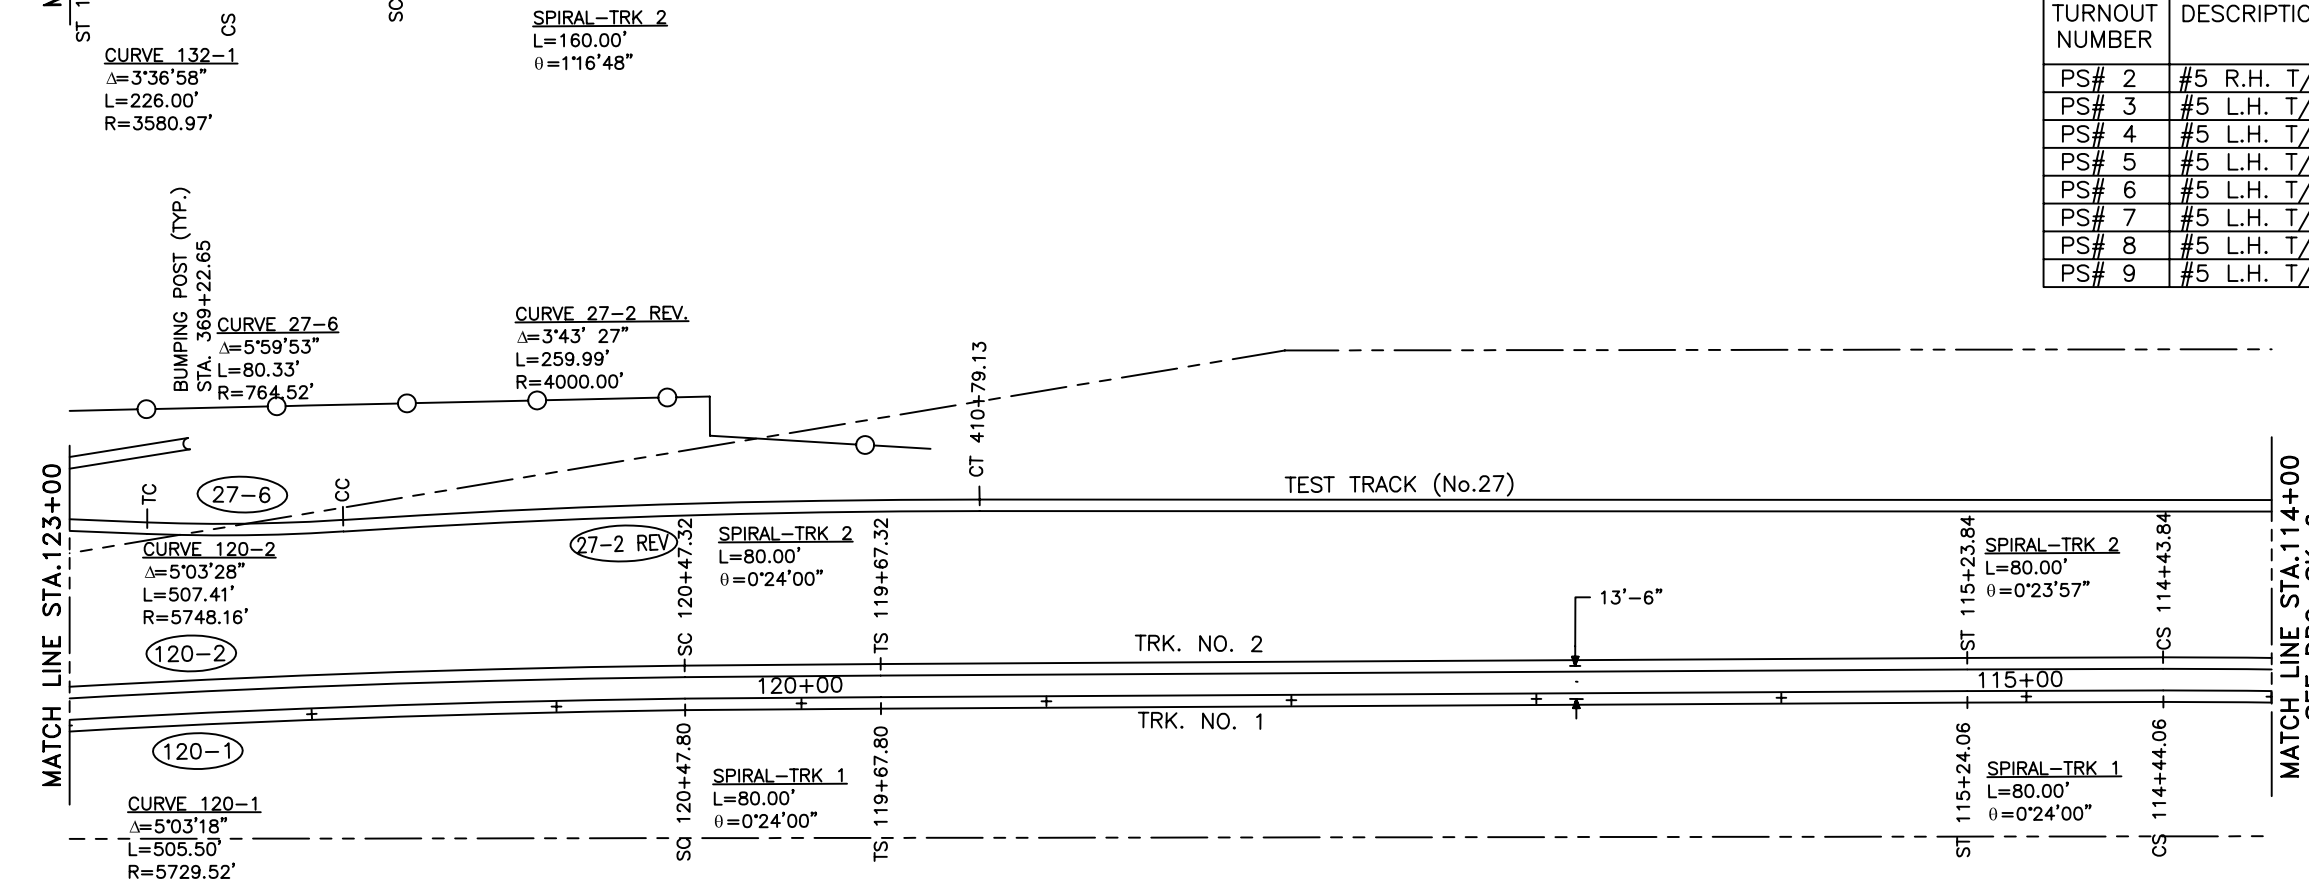 ST 1
CS
SPIRAL-TRK 2
L=160.00'
θ=1°16'48"
CURVE 132-1
Δ=3°36'58"
L=226.00'
R=3580.97'
TURNOUT
NUMBER
PS# 2 #5 R.H. T/
PS# 3 #5 L.H. T/
PS# 4 #5 L.H. T/
PS# 5 #5 L.H. T/
PS# 6 #5 L.H. T/
PS# 7 #5 L.H. T/
PS# 8 #5 L.H. T/
PS# 9 #5 L.H. T/
BUMPING POST (TYP.)
STA. 369+22.65
CURVE 27-6
Δ=5°59'53"
L=80.33'
R=764.52'
CURVE 27-2 REV.
Δ=3°43' 27"
L=259.99'
R=4000.00'
CT 410+79.13
MATCH LINE STA.123+00
TC
27-6
CC
TEST TRACK (No.27)
27-2 REV
CURVE 120-2
Δ=5°03'28"
L=507.41'
R=5748.16'
120-2
SC 120+47.32
SPIRAL-TRK 2
L=80.00'
θ=0°24'00"
TS 119+67.32
TRK. NO. 2
13'-6"
ST 115+23.84
SPIRAL-TRK 2
L=80.00'
θ=0°23'57"
CS 114+43.84
MATCH LINE STA.114+00
120+00
115+00
TRK. NO. 1
120-1
CURVE 120-1
Δ=5°03'18"
L=505.50'
R=5729.52'
120+47.80
SPIRAL-TRK 1
L=80.00'
θ=0°24'00"
TS 119+67.80
ST 115+24.06
SPIRAL-TRK 1
L=80.00'
θ=0°24'00"
CS 114+44.06